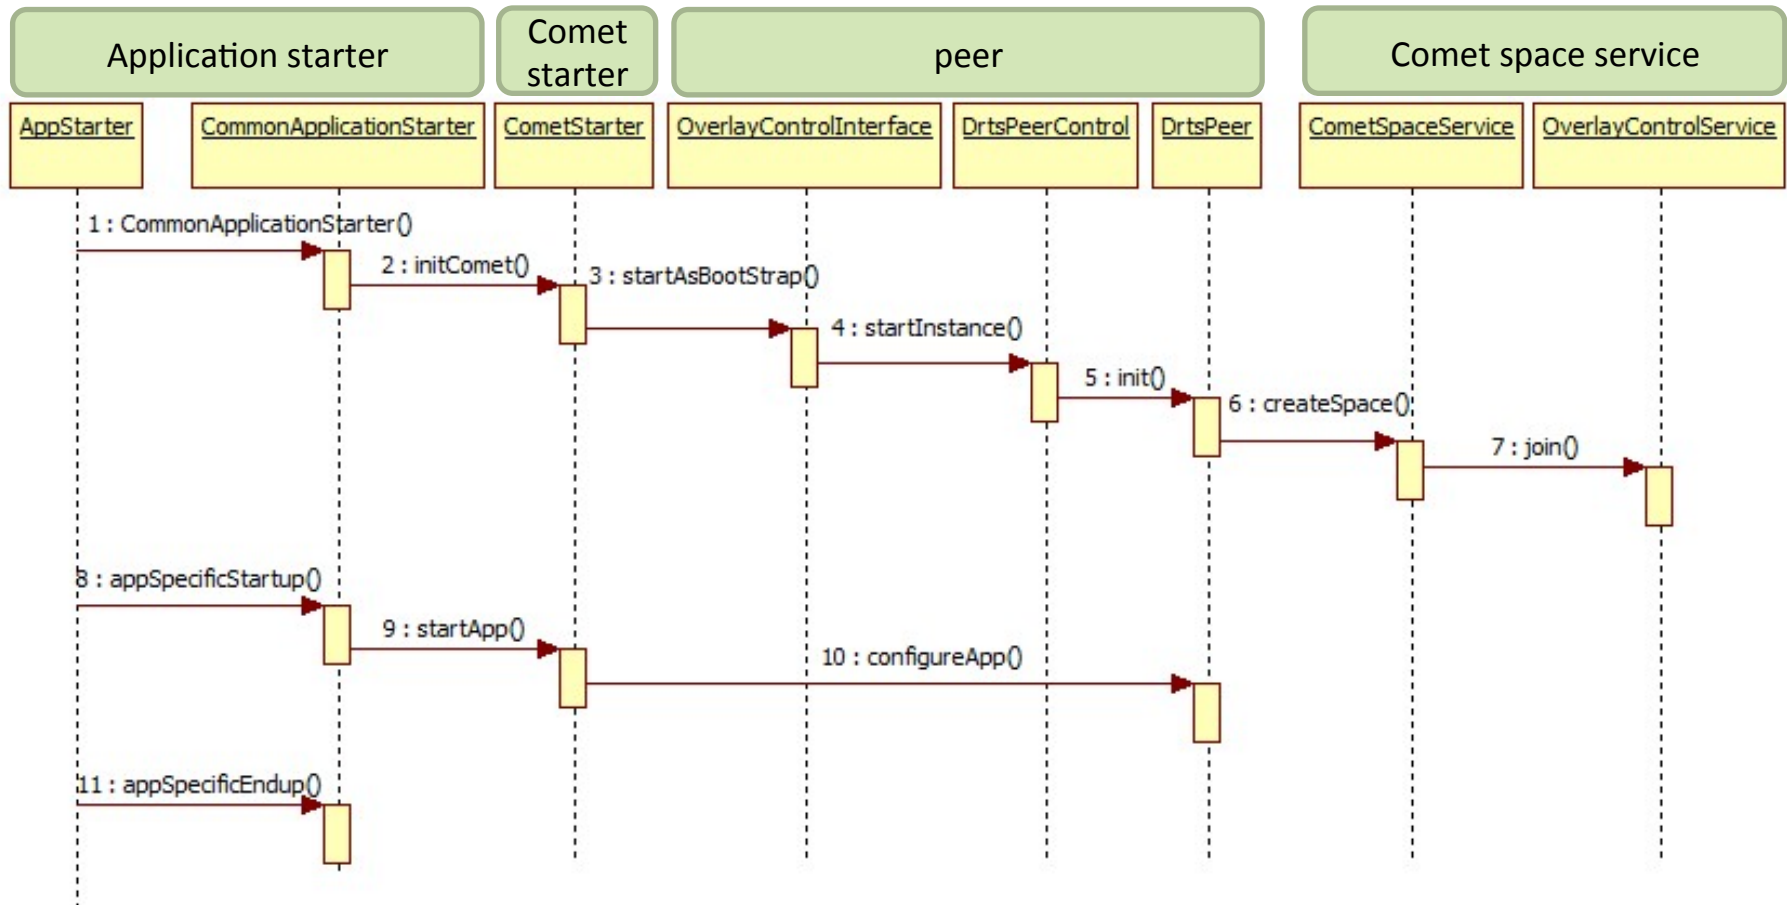 Application starter
Comet
starter
peer
Comet space service
AppStarter
CommonApplicationStarter
CometStarter
OverlayControlInterface
DrtsPeerControl
DrtsPeer
CometSpaceService
OverlayControlService
1 : CommonApplicationStarter()
2 : initComet()
3 : startAsBootStrap()
4 : startInstance()
5 : init()
6 : createSpace()
7 : join()
8 : appSpecificStartup()
9 : startApp()
10 : configureApp()
11 : appSpecificEndup()